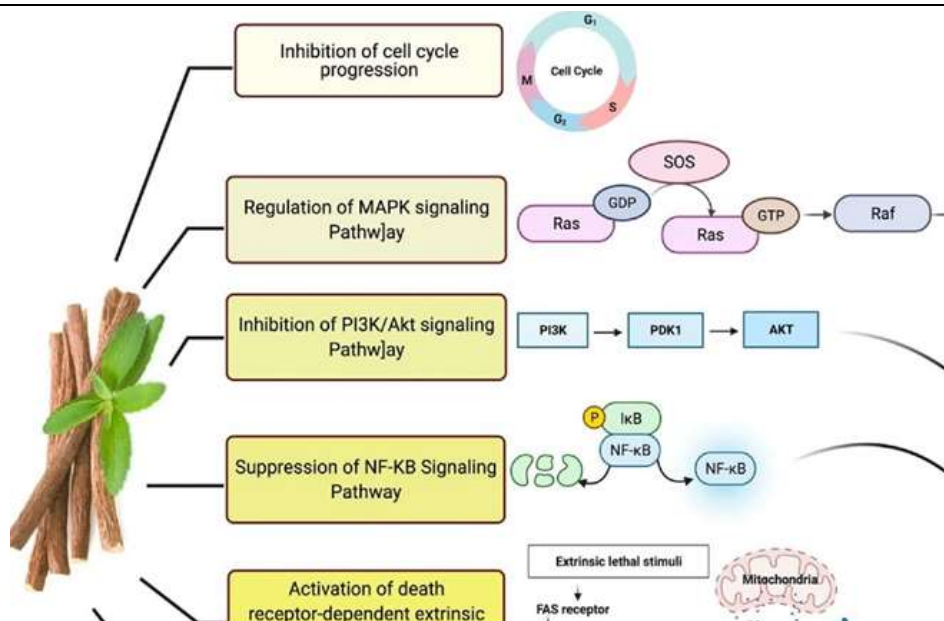 Inhibition of cell cycle
progression
G₁
M
Cell Cycle
S
G₂
Regulation of MAPK signaling
Pathw]ay
SOS
GDP
Ras
GTP
Ras
Raf
Inhibition of PI3K/Akt signaling
Pathw]ay
PI3K
PDK1
AKT
Suppression of NF-KB Signaling
Pathway
P
IκB
NF-κB
NF-κB
Activation of death
receptor-dependent extrinsic
Extrinsic lethal stimuli
FAS receptor
Mitochondria